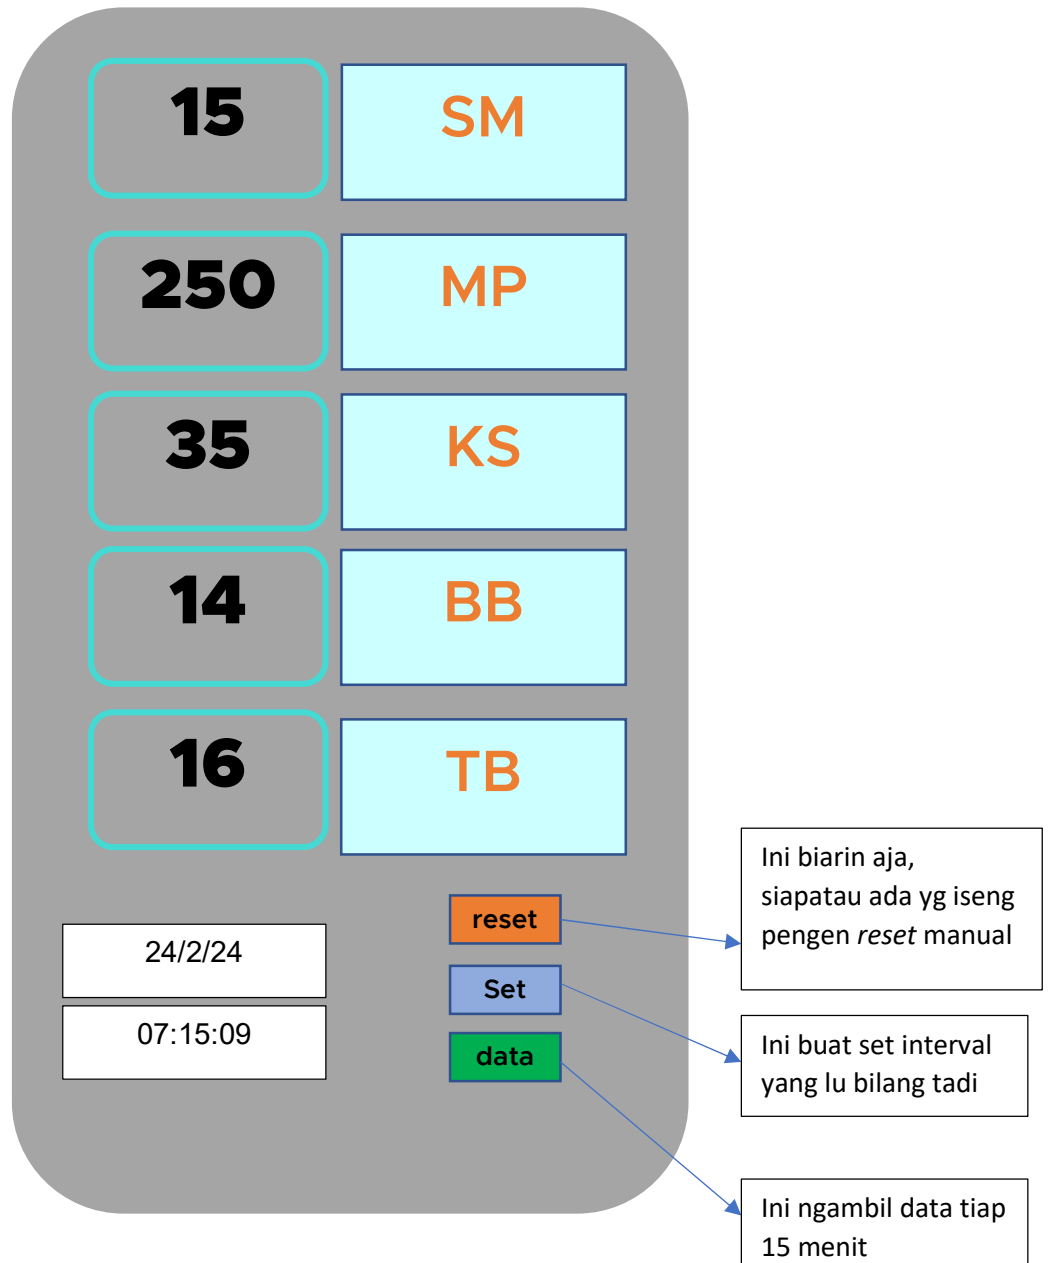 15
SM
250
MP
35
KS
14
BB
16
TB
24/2/24
07:15:09
reset
Set
data
Ini biarin aja,
siapatau ada yg iseng
pengen reset manual
Ini buat set interval
yang lu bilang tadi
Ini ngambil data tiap
15 menit